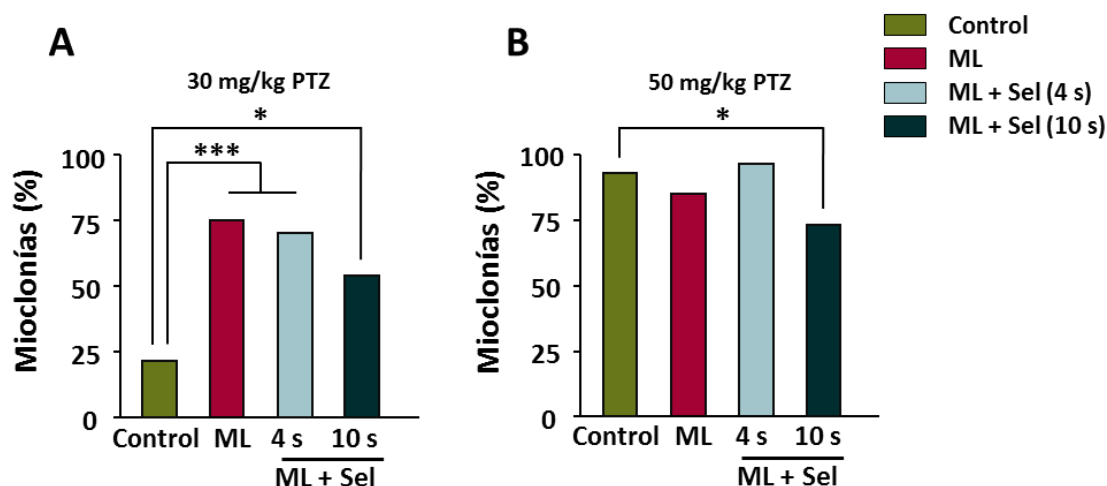 A
30 mg/kg PTZ
*
***
Mioclonías (%)
100
75
50
25
0
Control ML 4 s 10 s
ML + Sel
B
50 mg/kg PTZ
*
Mioclonías (%)
100
75
50
25
0
Control ML 4 s 10 s
ML + Sel
Control
ML
ML + Sel (4 s)
ML + Sel (10 s)